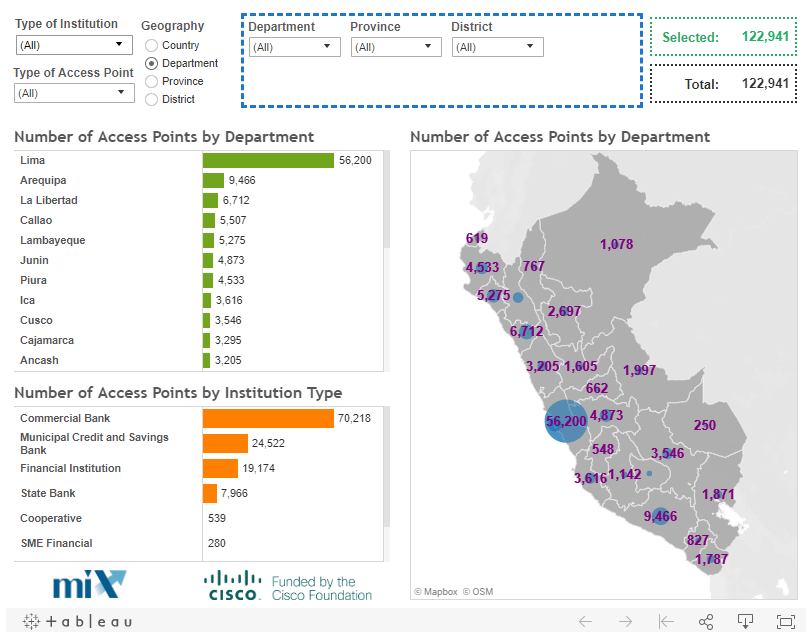 Type of Institution
(All)
Type of Access Point
(All)
Geography
Country
Department
Province
District
Department
(All)
Province
(All)
District
(All)
Selected: 122,941
Total: 122,941
Number of Access Points by Department
Lima 56,200
Arequipa 9,466
La Libertad 6,712
Callao 5,507
Lambayeque 5,275
Junin 4,873
Piura 4,533
Ica 3,616
Cusco 3,546
Cajamarca 3,295
Ancash 3,205
Number of Access Points by Institution Type
Commercial Bank 70,218
Municipal Credit and Savings
Bank 24,522
Financial Institution 19,174
State Bank 7,966
Cooperative 539
SME Financial 280
Number of Access Points by Department
619
1,078
4,533 767
5,275
2,697
6,712
3,205 1,605 1,997
662
56,200 4,873
250
548 3,546
3,616 1,142
1,871
9,466
827
1,787
© Mapbox © OSM
mix
cisco. Funded by the
Cisco Foundation
+ a b l e a u